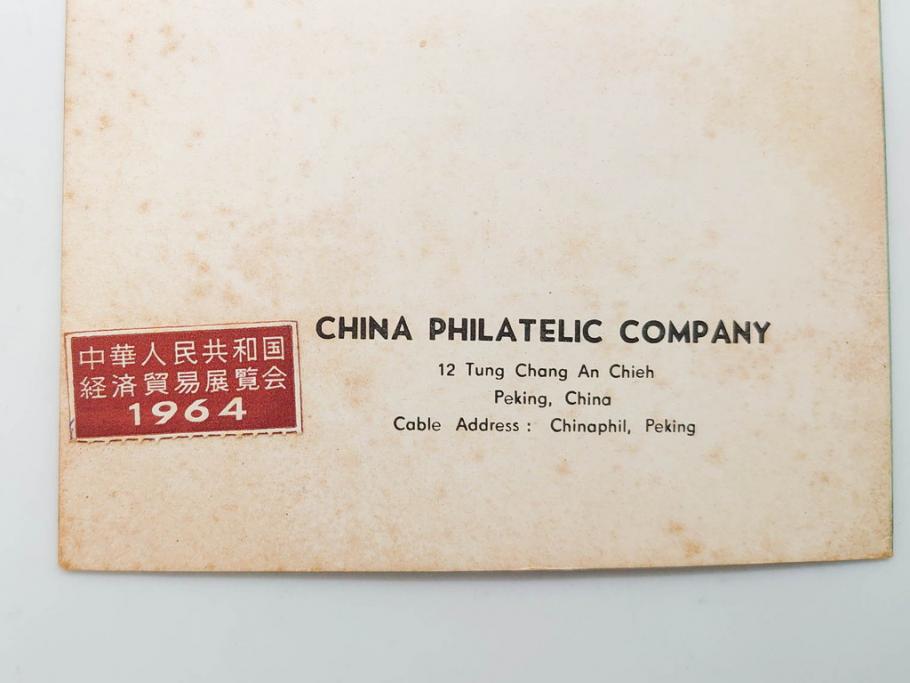 中華人民共和国
経済貿易展覧会
1964
CHINA PHILATELIC COMPANY
12 Tung Chang An Chieh
Peking, China
Cable Address : Chinaphil, Peking